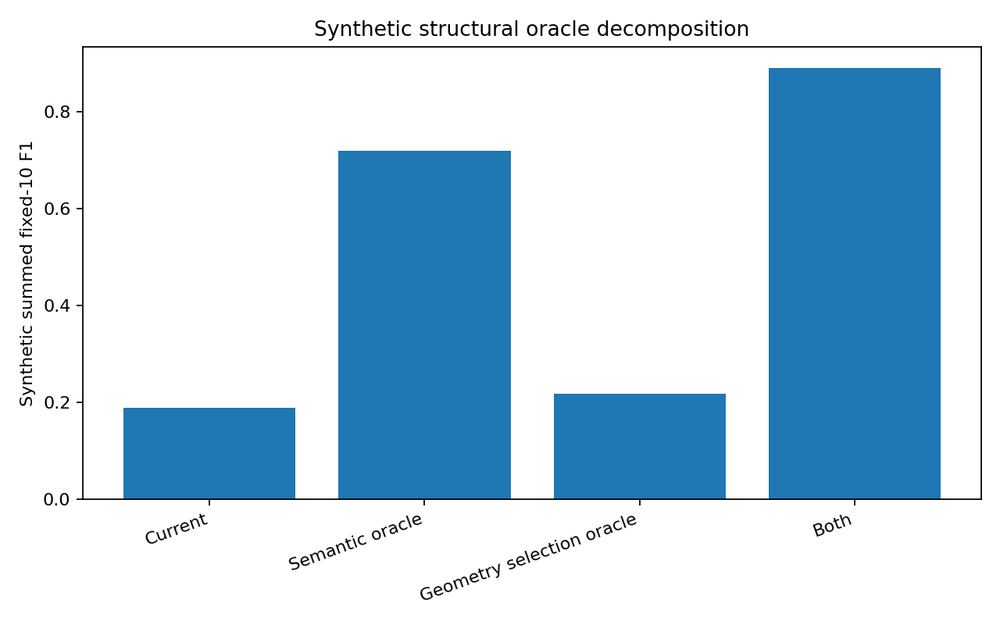 Synthetic structural oracle decomposition
Synthetic summed fixed-10 F1
0.8
0.6
0.4
0.2
0.0
Current
Semantic oracle
Geometry selection oracle
Both